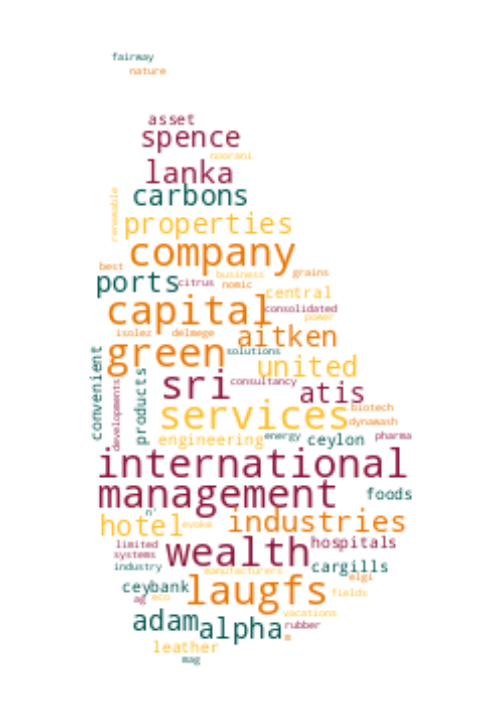 fairway
nature
asset
spence
noorani
lanka
carbons
renewable
properties
company
best
business
grains
ports
citrus
nomic
central
capital
consolidated
power
isolez
delmege
aitken
green
solutions
united
convenient
developments
products
sri
consultancy
atis
services
biotech
dynawash
engineering
energy
ceylon
pharma
international
management
foods
n'
hotel
evoke
industries
limited
systems
wealth
hospitals
industry
manufacturers
cargills
elgi
ceybank
laugfs
fields
ag
eco
vacations
adam
alpha
rubber
leather
mag